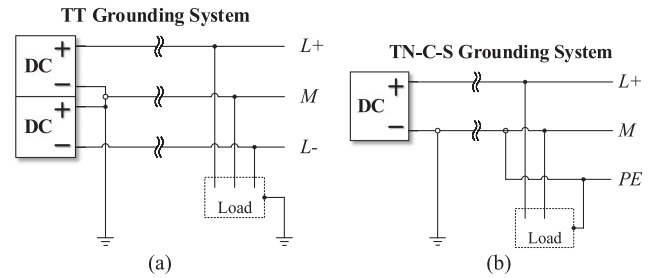 TT Grounding System
DC
+
−
DC
+
−
L+
M
L-
Load
(a)
TN-C-S Grounding System
DC
+
−
L+
M
PE
Load
(b)